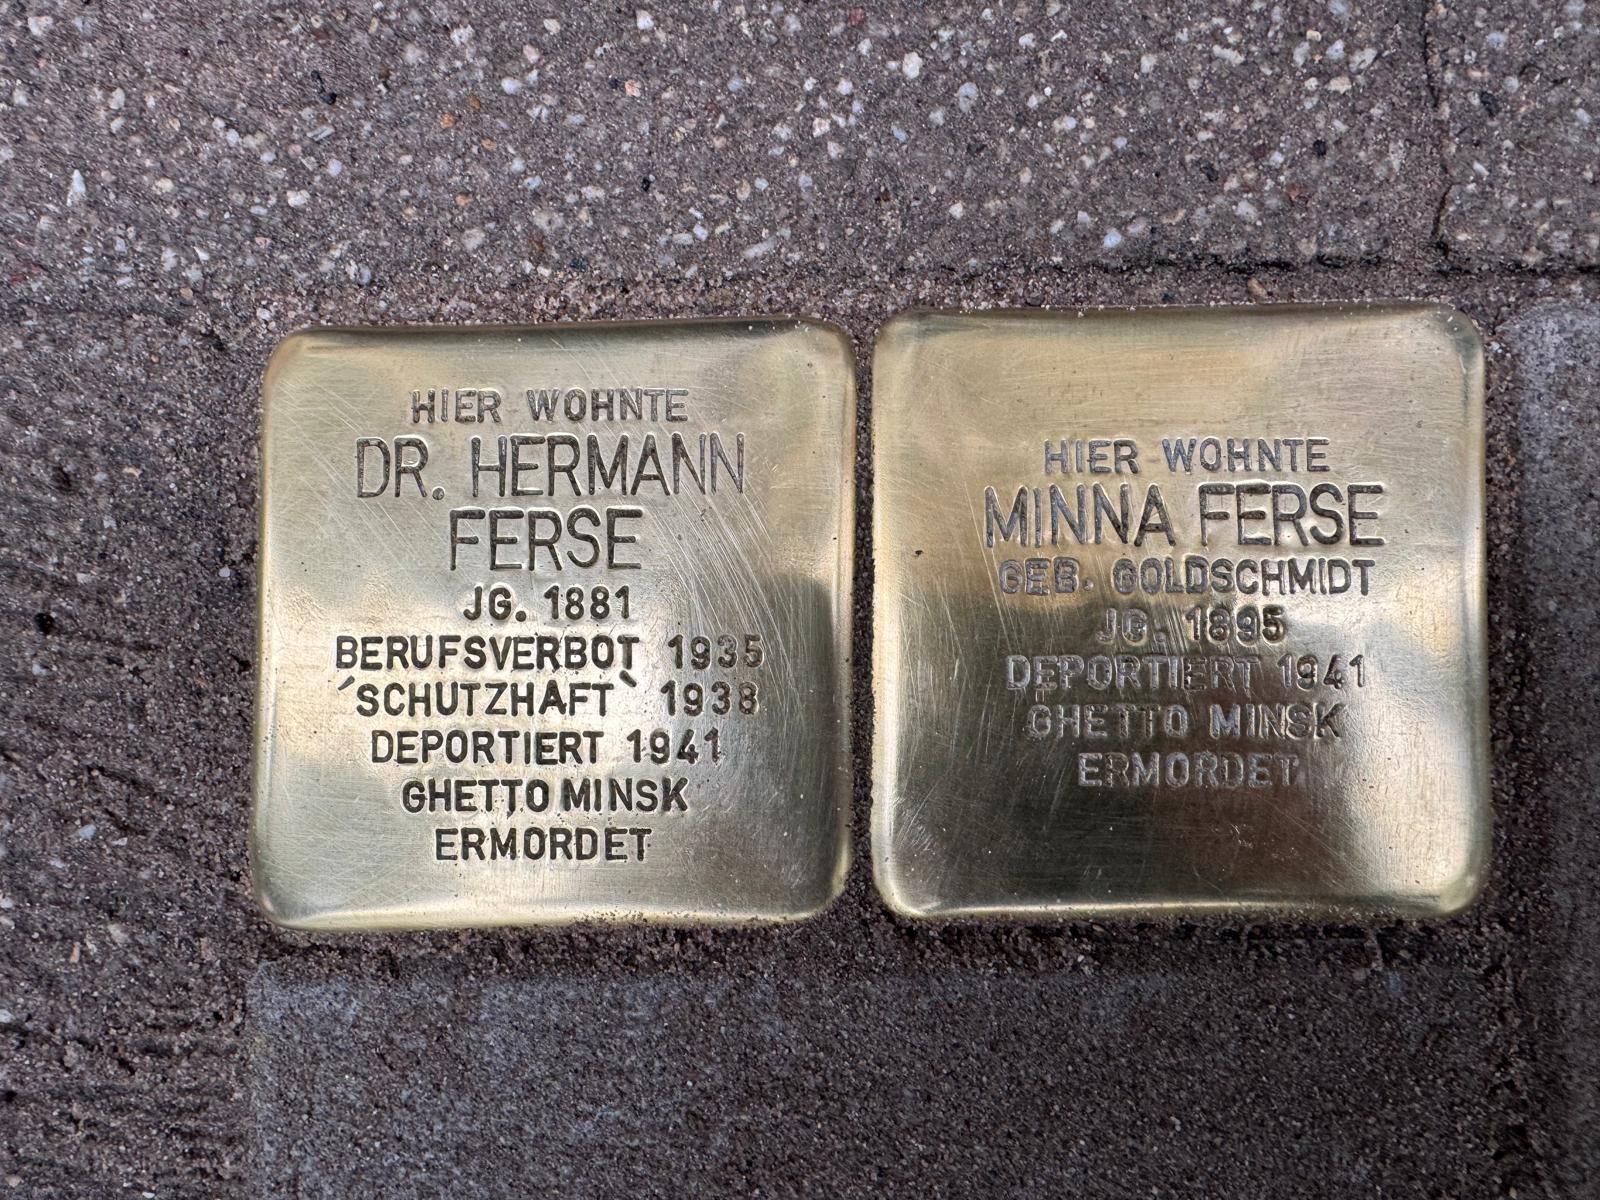 HIER WOHNTE
DR. HERMANN
FERSE
JG. 1881
BERUFSVERBOT 1935
´SCHUTZHAFT` 1938
DEPORTIERT 1941
GHETTO MINSK
ERMORDET
HIER WOHNTE
MINNA FERSE
GEB. GOLDSCHMIDT
JG. 1895
DEPORTIERT 1941
GHETTO MINSK
ERMORDET